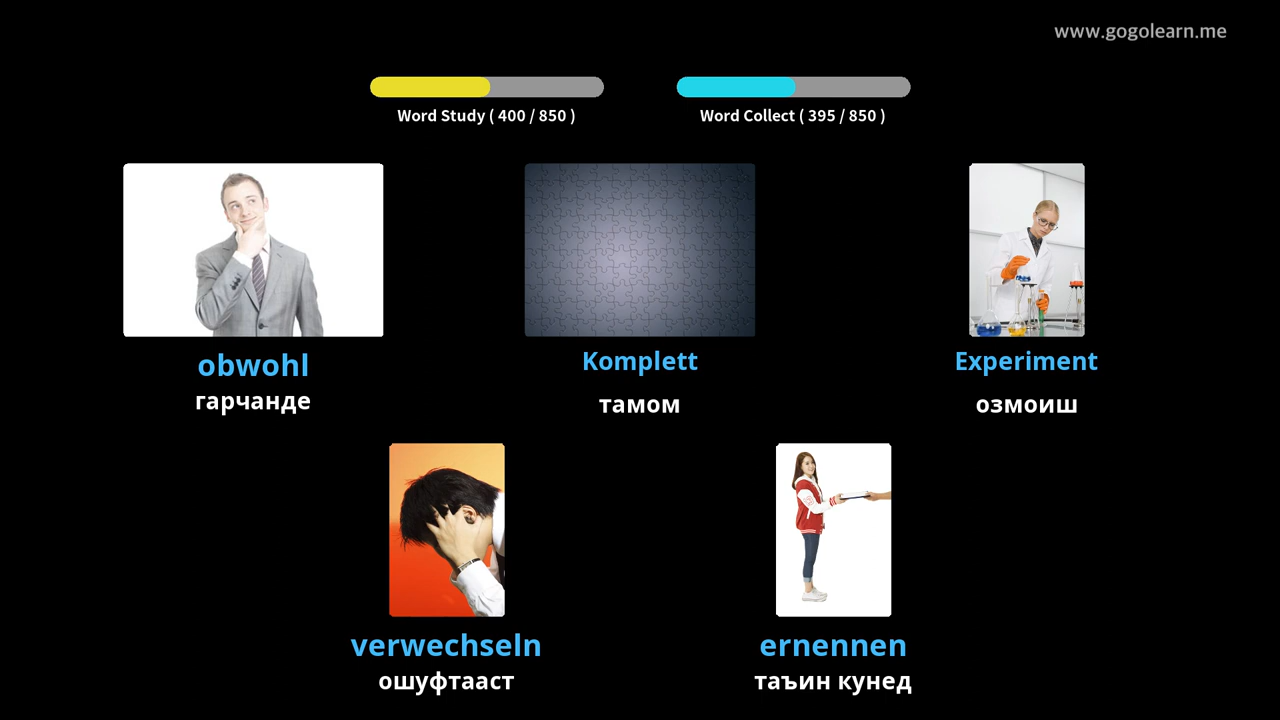 www.gogolearn.me
Word Study ( 400 / 850 )
Word Collect ( 395 / 850 )
obwohl
гарчанде
Komplett
тамом
Experiment
озмоиш
verwechseln
ошуфтааст
ernennen
таъин кунед